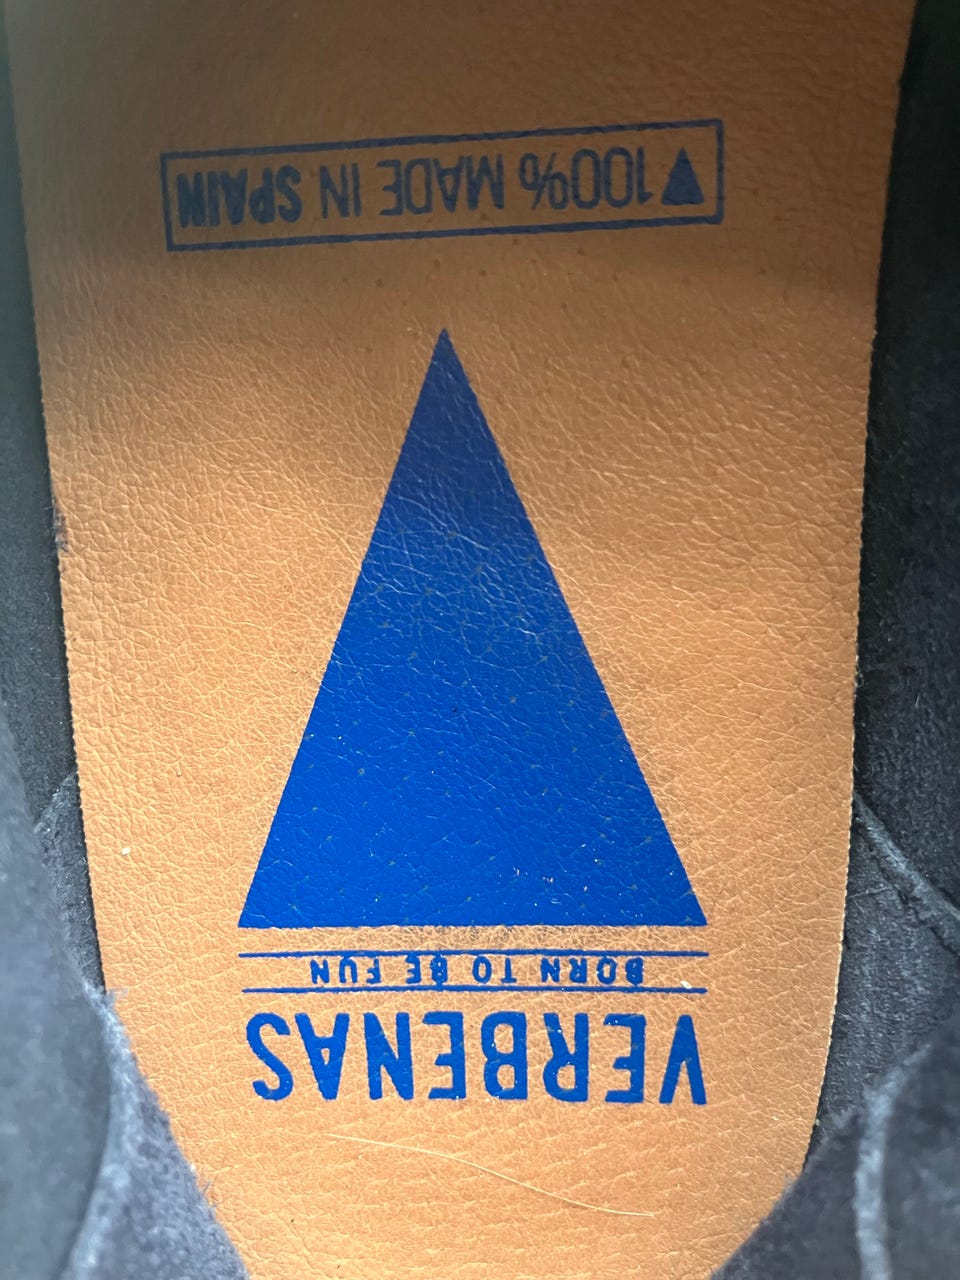 VERBENAS
BORN TO BE FUN
100% MADE IN SPAIN